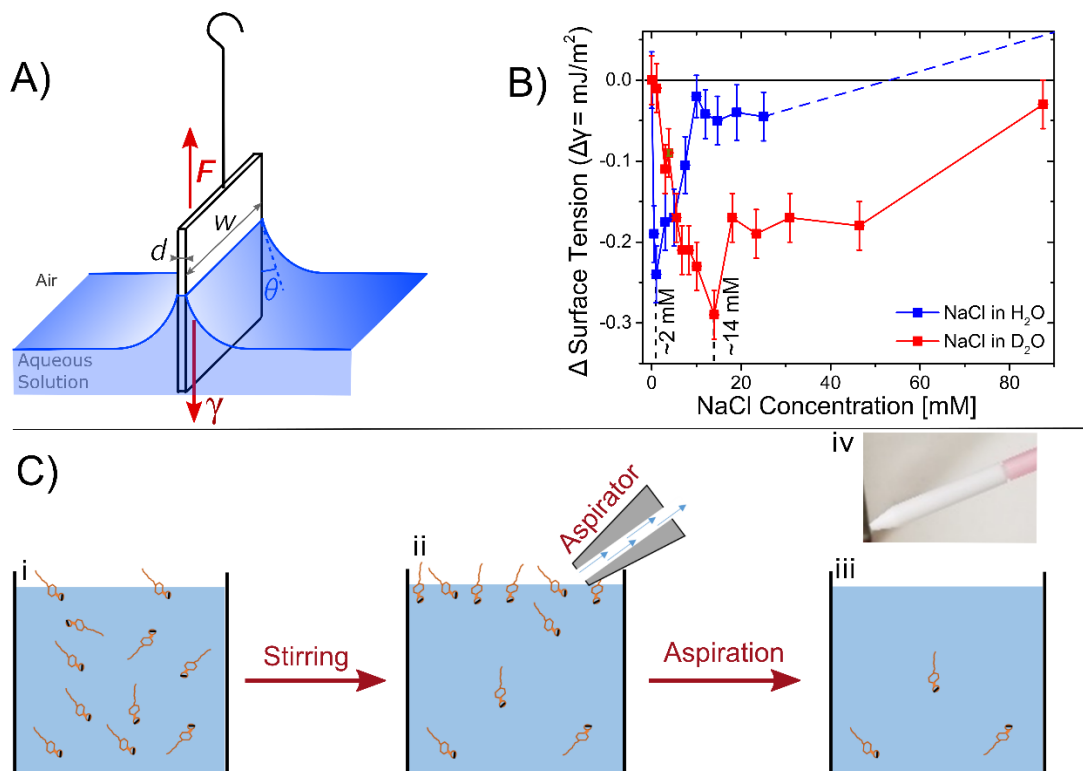 A)
F
w
d
θ
Air
Aqueous
Solution
γ
B)
Δ Surface Tension (Δγ = mJ/m²)
0.0
-0.1
-0.2
-0.3
~2 mM
~14 mM
NaCl in H₂O
NaCl in D₂O
0 20 40 60 80
NaCl Concentration [mM]
C)
i
Stirring
ii
Aspirator
Aspiration
iv
iii